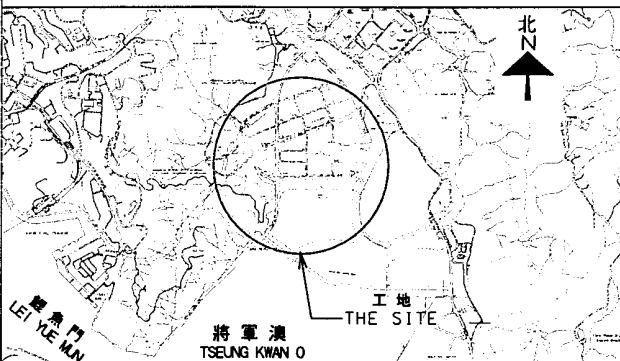 北
N
工地
THE SITE
鯉魚門
LEI YUE MUN
將軍澳
TSEUNG KWAN O